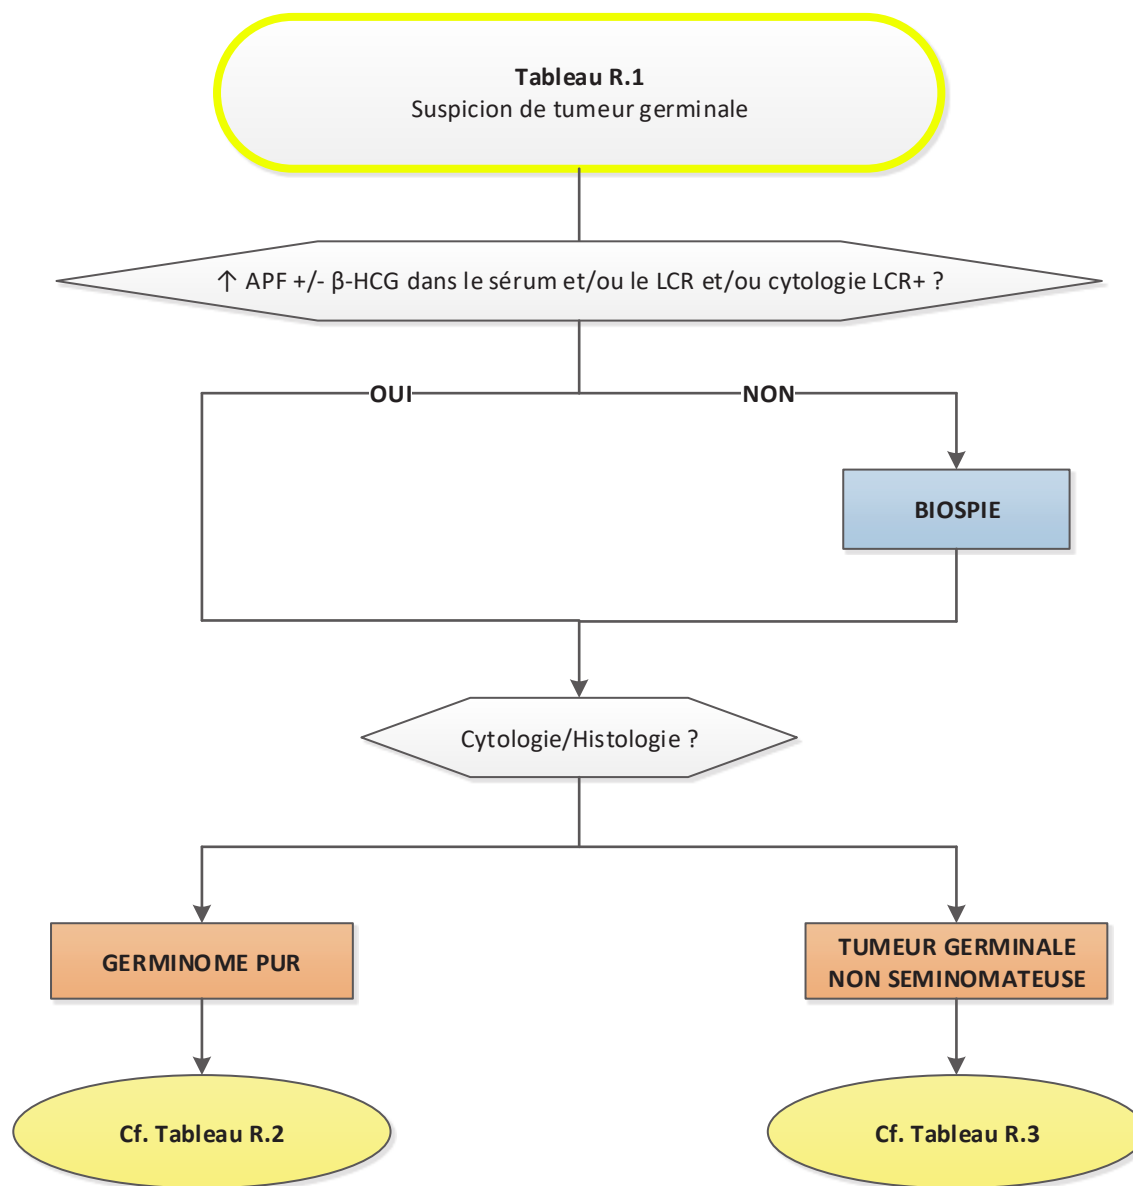 Tableau R.1
Suspicion de tumeur germinale
↑ APF +/- β-HCG dans le sérum et/ou le LCR et/ou cytologie LCR+ ?
OUI
NON
BIOSPIE
Cytologie/Histologie ?
GERMINOME PUR
TUMEUR GERMINALE
NON SEMINOMATEUSE
Cf. Tableau R.2
Cf. Tableau R.3